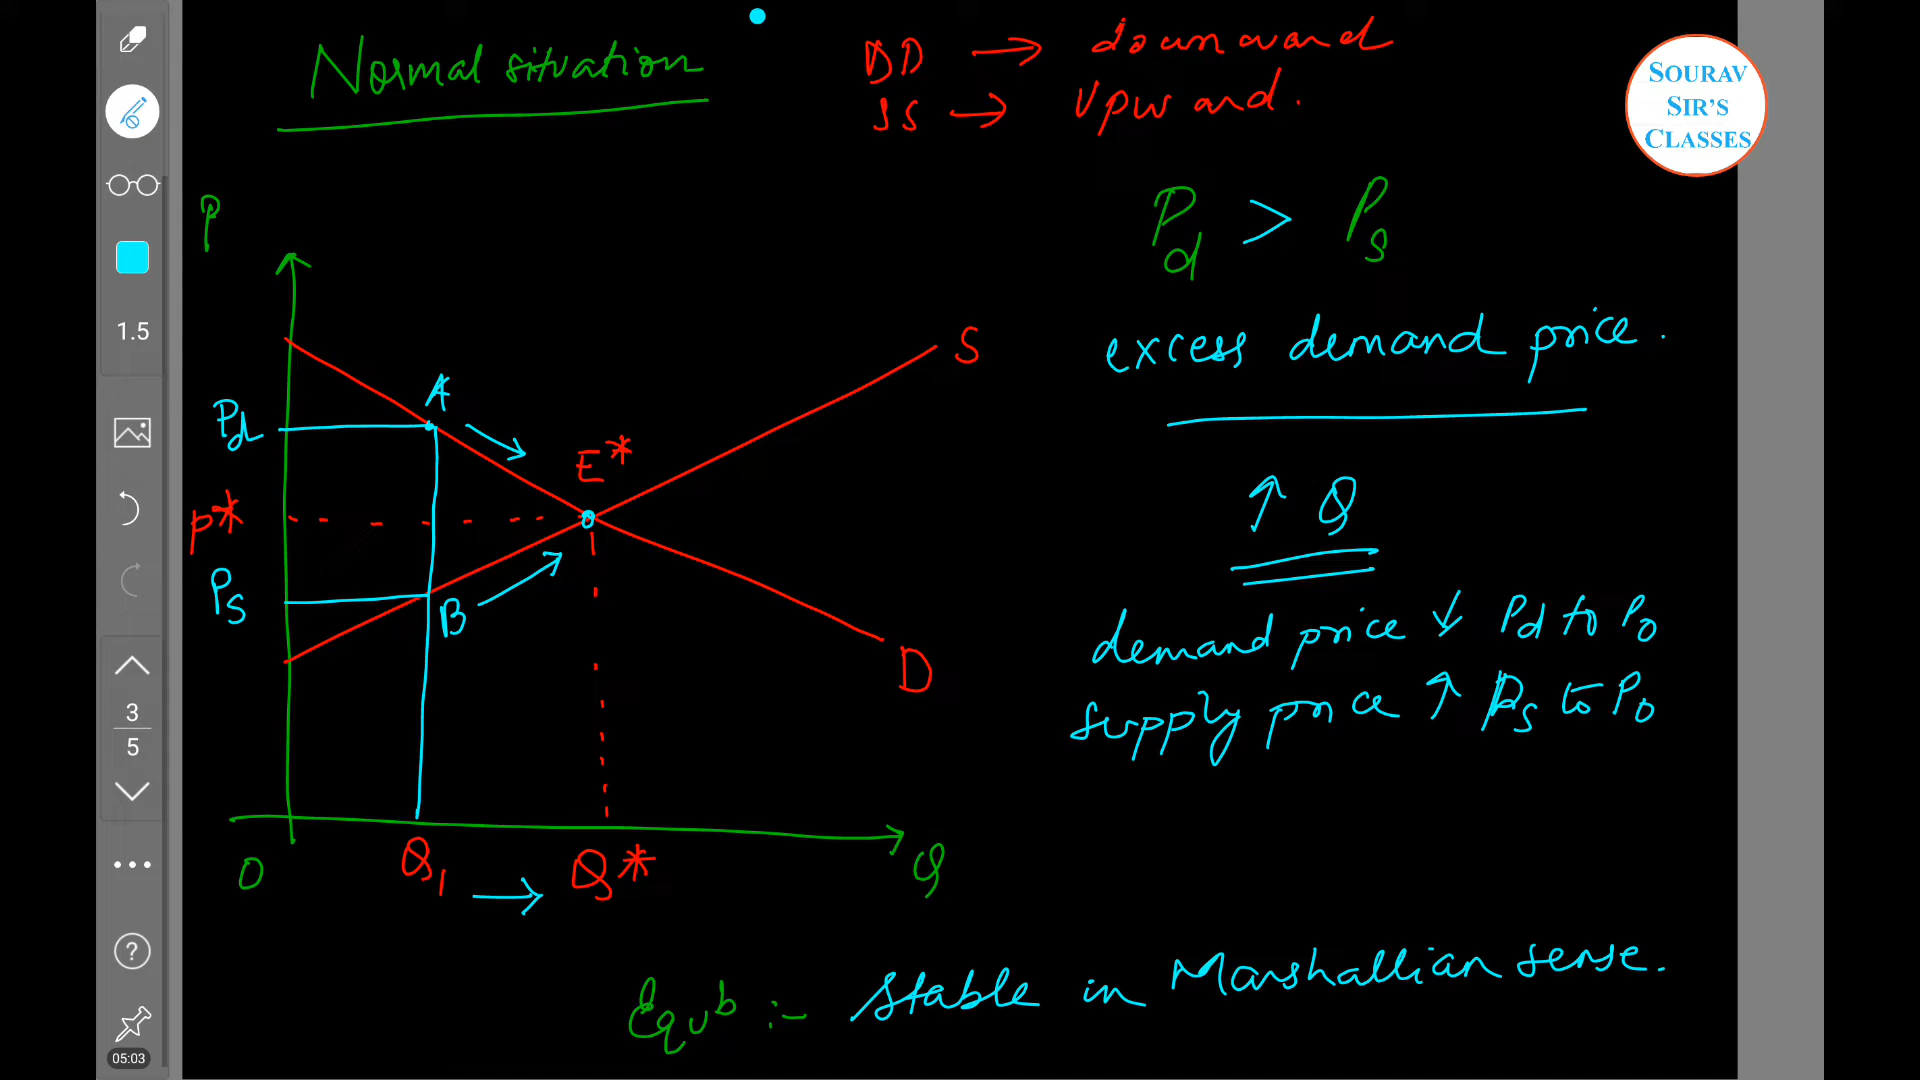 Normal situation
DD → downward
SS → Upward.
SOURAV
SIR'S
CLASSES
1.5
3
5
05:03
P
Pd
P*
Ps
A
B
E*
S
D
O
Q1 → Q*
Q
Pd > Ps
excess demand price.
↑ Q
demand price ↓ Pd to P0
supply price ↑ Ps to P0
Equb :- Stable in Marshallian sense.